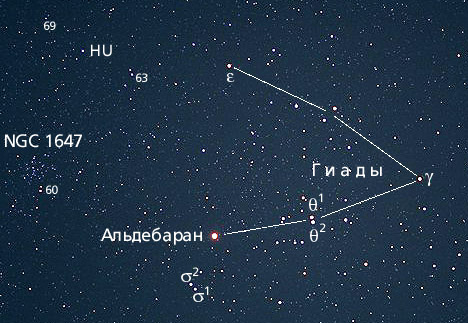 69
HU
63
ε
NGC 1647
Гиады
60
γ
θ1
Альдебаран
θ2
σ2
σ1